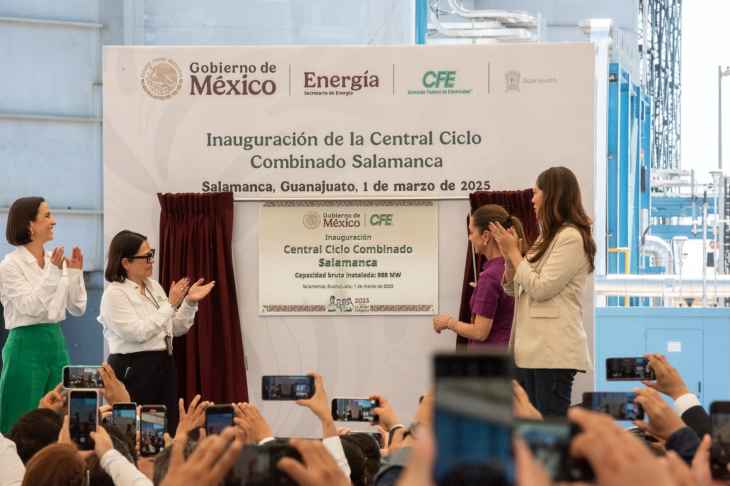 Gobierno de
México
Energía
Secretaría de Energía
CFE
Comisión Federal de Electricidad
Guanajuato
Inauguración de la Central Ciclo
Combinado Salamanca
Salamanca, Guanajuato, 1 de marzo de 2025
Gobierno de
México
CFE
Inauguración
Central Ciclo Combinado
Salamanca
Capacidad bruta instalada: 988 MW
Salamanca, Guanajuato, 1 de marzo de 2025
2025